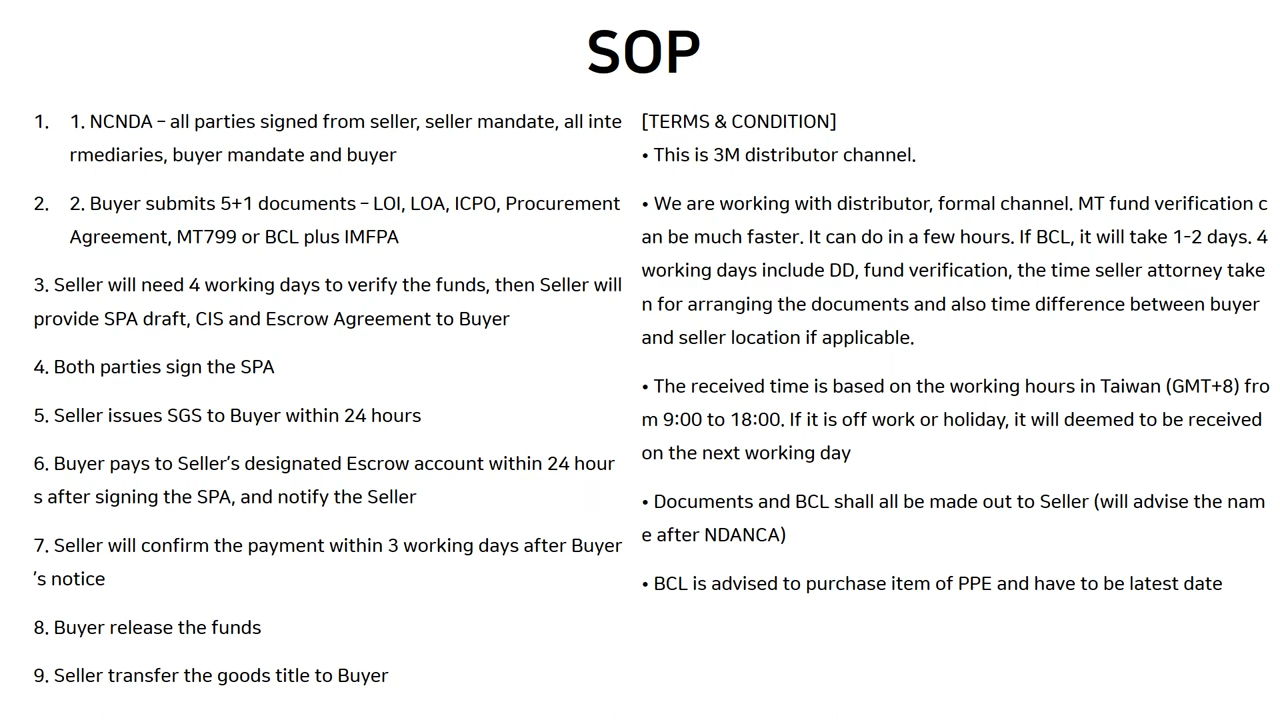 SOP
1. 1. NCNDA – all parties signed from seller, seller mandate, all inte
rmediaries, buyer mandate and buyer
2. 2. Buyer submits 5+1 documents – LOI, LOA, ICPO, Procurement
Agreement, MT799 or BCL plus IMFPA
3. Seller will need 4 working days to verify the funds, then Seller will
provide SPA draft, CIS and Escrow Agreement to Buyer
4. Both parties sign the SPA
5. Seller issues SGS to Buyer within 24 hours
6. Buyer pays to Seller's designated Escrow account within 24 hour
s after signing the SPA, and notify the Seller
7. Seller will confirm the payment within 3 working days after Buyer
's notice
8. Buyer release the funds
9. Seller transfer the goods title to Buyer
[TERMS & CONDITION]
• This is 3M distributor channel.
• We are working with distributor, formal channel. MT fund verification c
an be much faster. It can do in a few hours. If BCL, it will take 1-2 days. 4
working days include DD, fund verification, the time seller attorney take
n for arranging the documents and also time difference between buyer
and seller location if applicable.
• The received time is based on the working hours in Taiwan (GMT+8) fro
m 9:00 to 18:00. If it is off work or holiday, it will deemed to be received
on the next working day
• Documents and BCL shall all be made out to Seller (will advise the nam
e after NDANCA)
• BCL is advised to purchase item of PPE and have to be latest date